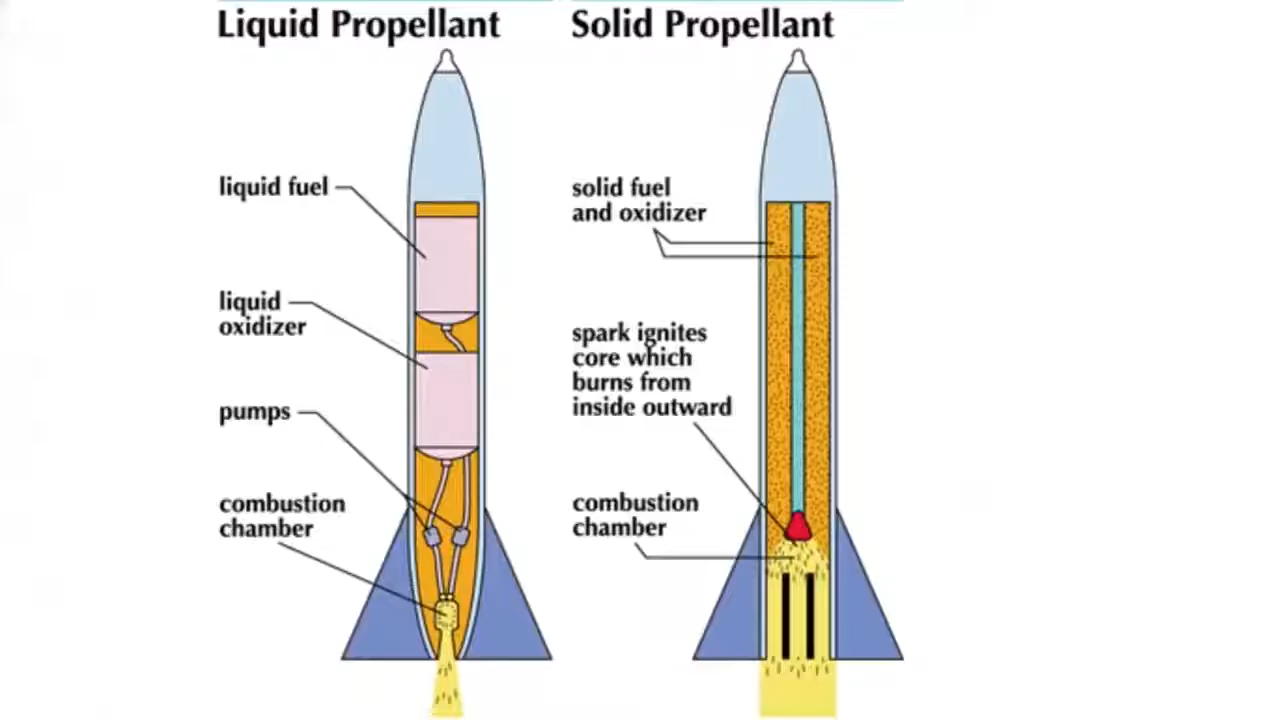 Liquid Propellant
liquid fuel
liquid
oxidizer
pumps
combustion
chamber
Solid Propellant
solid fuel
and oxidizer
spark ignites
core which
burns from
inside outward
combustion
chamber